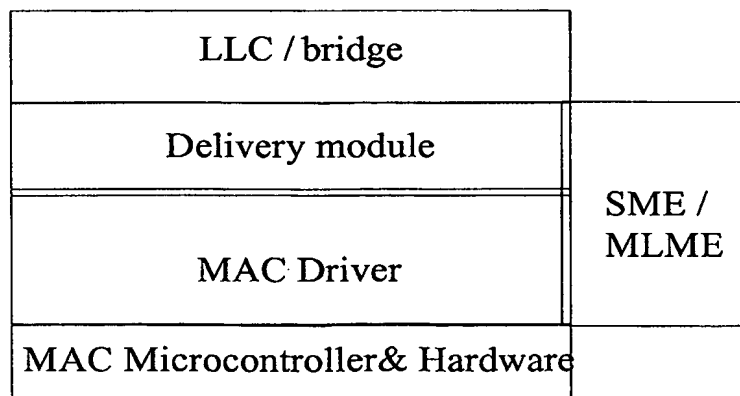 LLC / bridge
Delivery module
SME /
MLME
MAC Driver
MAC Microcontroller& Hardware